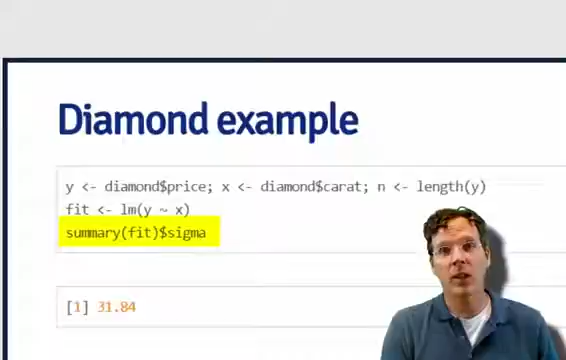 Diamond example
y <- diamond$price; x <- diamond$carat; n <- length(y)
fit <- lm(y ~ x)
summary(fit)$sigma
[1] 31.84